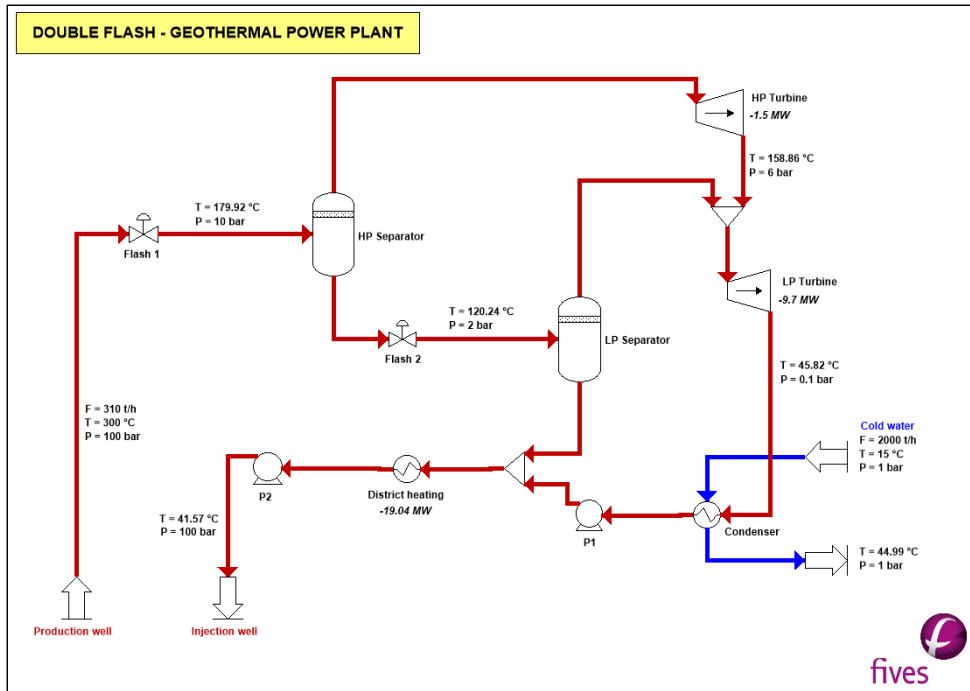 DOUBLE FLASH - GEOTHERMAL POWER PLANT
HP Turbine
-1.5 MW
T = 158.86 °C
P = 6 bar
T = 179.92 °C
P = 10 bar
Flash 1
HP Separator
LP Turbine
-9.7 MW
T = 120.24 °C
P = 2 bar
Flash 2
LP Separator
T = 45.82 °C
P = 0.1 bar
F = 310 t/h
T = 300 °C
P = 100 bar
Cold water
F = 2000 t/h
T = 15 °C
P = 1 bar
P2
District heating
-19.04 MW
T = 41.57 °C
P = 100 bar
P1
Condenser
T = 44.99 °C
P = 1 bar
Production well
Injection well
fives